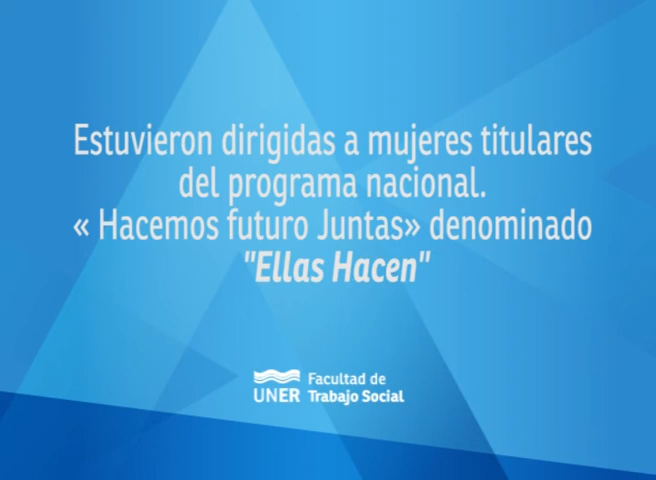 Estuvieron dirigidas a mujeres titulares
del programa nacional.
« Hacemos futuro Juntas» denominado
"Ellas Hacen"
Facultad de
UNER Trabajo Social